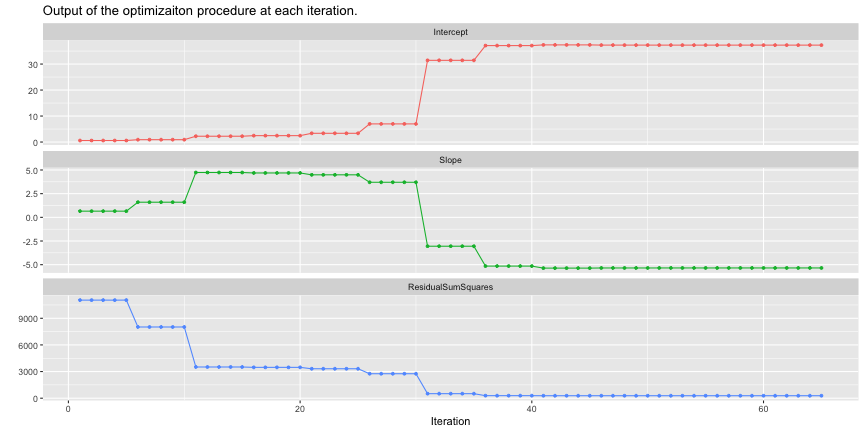 Output of the optimizaiton procedure at each iteration.
Intercept
30
20
10
0
Slope
5.0
2.5
0.0
-2.5
-5.0
ResidualSumSquares
9000
6000
3000
0
0 20 40 60
Iteration